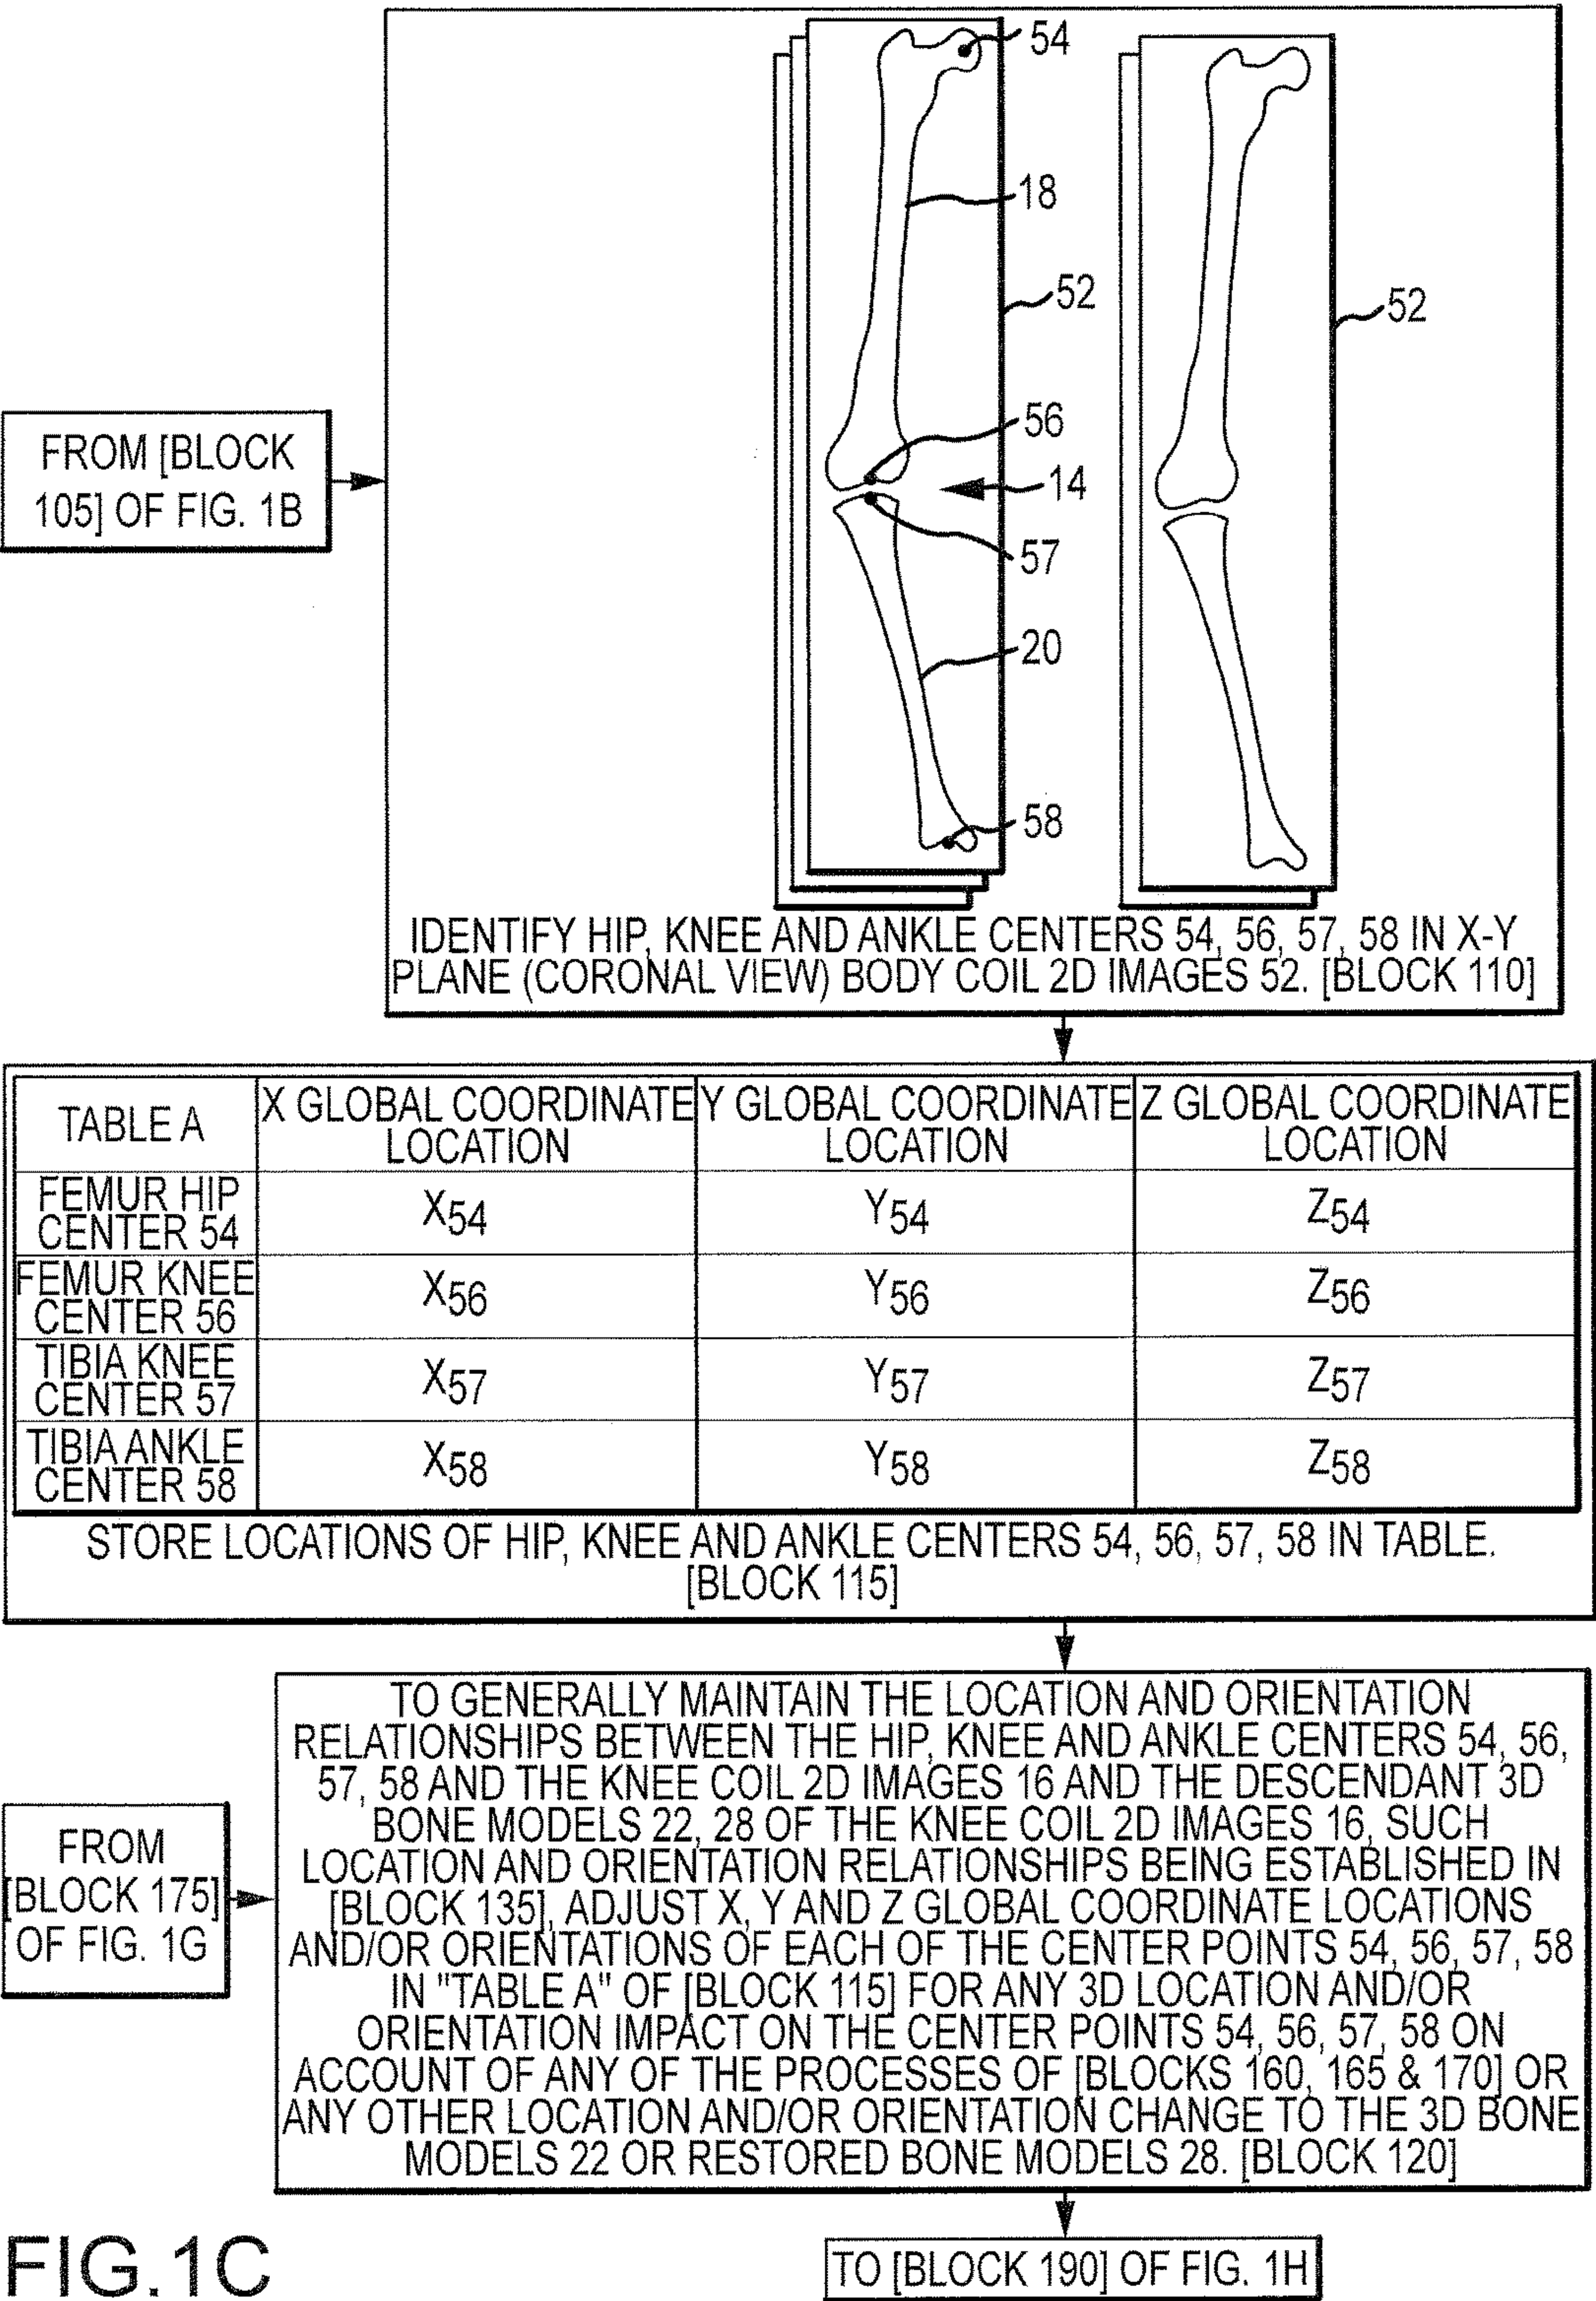 54
18
52
52
56
14
57
20
58
FROM [BLOCK
105] OF FIG. 1B
IDENTIFY HIP, KNEE AND ANKLE CENTERS 54, 56, 57, 58 IN X-Y
PLANE (CORONAL VIEW) BODY COIL 2D IMAGES 52. [BLOCK 110]
TABLE A
X GLOBAL COORDINATE
LOCATION
Y GLOBAL COORDINATE
LOCATION
Z GLOBAL COORDINATE
LOCATION
FEMUR HIP
CENTER 54
X54
Y54
Z54
FEMUR KNEE
CENTER 56
X56
Y56
Z56
TIBIA KNEE
CENTER 57
X57
Y57
Z57
TIBIA ANKLE
CENTER 58
X58
Y58
Z58
STORE LOCATIONS OF HIP, KNEE AND ANKLE CENTERS 54, 56, 57, 58 IN TABLE.
[BLOCK 115]
FROM
[BLOCK 175]
OF FIG. 1G
TO GENERALLY MAINTAIN THE LOCATION AND ORIENTATION
RELATIONSHIPS BETWEEN THE HIP, KNEE AND ANKLE CENTERS 54, 56,
57, 58 AND THE KNEE COIL 2D IMAGES 16 AND THE DESCENDANT 3D
BONE MODELS 22, 28 OF THE KNEE COIL 2D IMAGES 16, SUCH
LOCATION AND ORIENTATION RELATIONSHIPS BEING ESTABLISHED IN
[BLOCK 135], ADJUST X, Y AND Z GLOBAL COORDINATE LOCATIONS
AND/OR ORIENTATIONS OF EACH OF THE CENTER POINTS 54, 56, 57, 58
IN "TABLE A" OF [BLOCK 115] FOR ANY 3D LOCATION AND/OR
ORIENTATION IMPACT ON THE CENTER POINTS 54, 56, 57, 58 ON
ACCOUNT OF ANY OF THE PROCESSES OF [BLOCKS 160, 165 & 170] OR
ANY OTHER LOCATION AND/OR ORIENTATION CHANGE TO THE 3D BONE
MODELS 22 OR RESTORED BONE MODELS 28. [BLOCK 120]
TO [BLOCK 190] OF FIG. 1H
FIG.1C